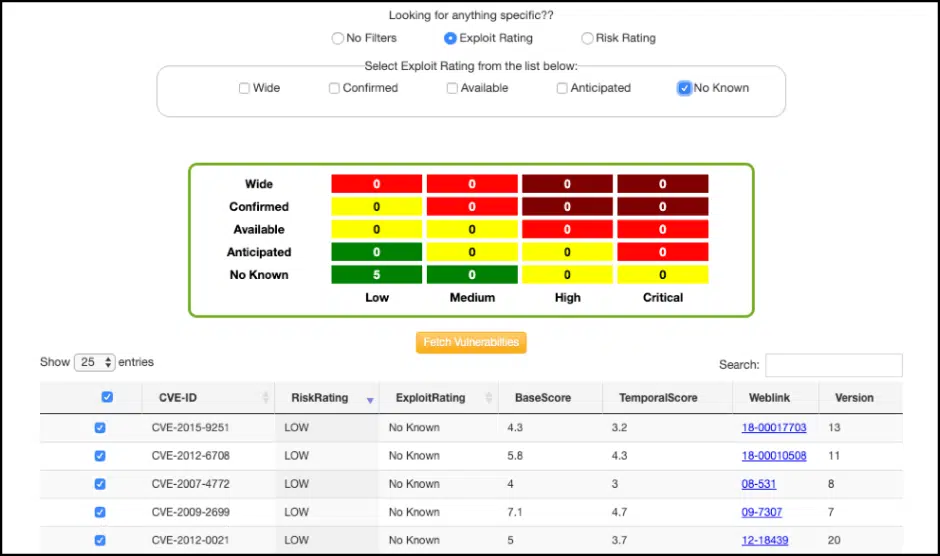 Looking for anything specific??
No Filters Exploit Rating Risk Rating
Select Exploit Rating from the list below:
Wide Confirmed Available Anticipated No Known
Wide 0 0 0 0
Confirmed 0 0 0 0
Available 0 0 0 0
Anticipated 0 0 0 0
No Known 5 0 0 0
Low Medium High Critical
Fetch Vulnerabilties
Show 25 entries Search:
CVE-ID RiskRating ExploitRating BaseScore TemporalScore Weblink Version
CVE-2015-9251 LOW No Known 4.3 3.2 18-00017703 13
CVE-2012-6708 LOW No Known 5.8 4.3 18-00010508 11
CVE-2007-4772 LOW No Known 4 3 08-531 8
CVE-2009-2699 LOW No Known 7.1 4.7 09-7307 7
CVE-2012-0021 LOW No Known 5 3.7 12-18439 20